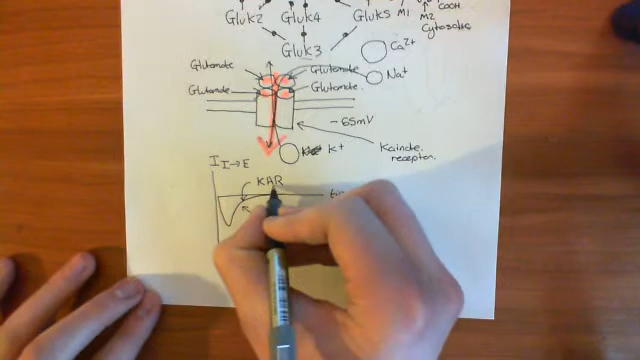 GluK2 GluK4 GluK5 M1 M2 COOH
Cytosolic
GluK3
Ca2+
Glutamate Glutamate Na+
Glutamate Glutamate
-65mV
K+ Kainate receptor
I I→E
KAR